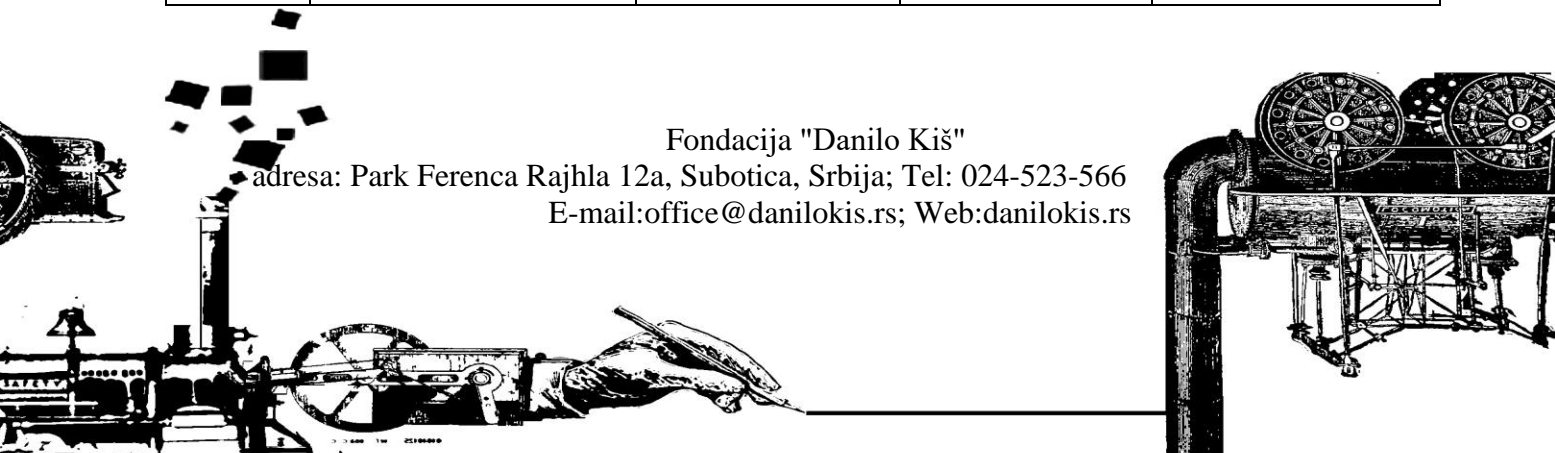 Fondacija "Danilo Kiš"
adresa: Park Ferenca Rajhla 12a, Subotica, Srbija; Tel: 024-523-566
E-mail:office@danilokis.rs; Web:danilokis.rs